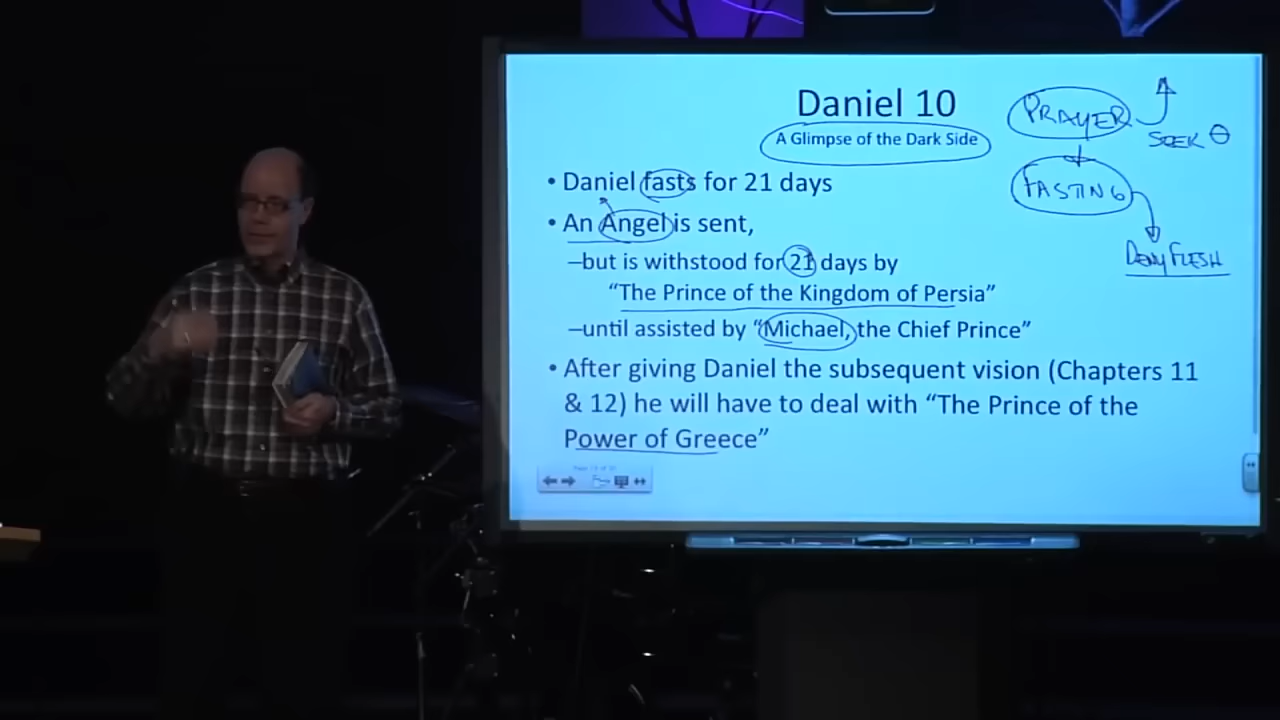 Daniel 10
A Glimpse of the Dark Side
• Daniel fasts for 21 days
• An Angel is sent,
–but is withstood for 21 days by
“The Prince of the Kingdom of Persia”
–until assisted by “Michael, the Chief Prince”
• After giving Daniel the subsequent vision (Chapters 11
& 12) he will have to deal with “The Prince of the
Power of Greece”
PRAYER
SEEK Θ
FASTING
DENY FLESH